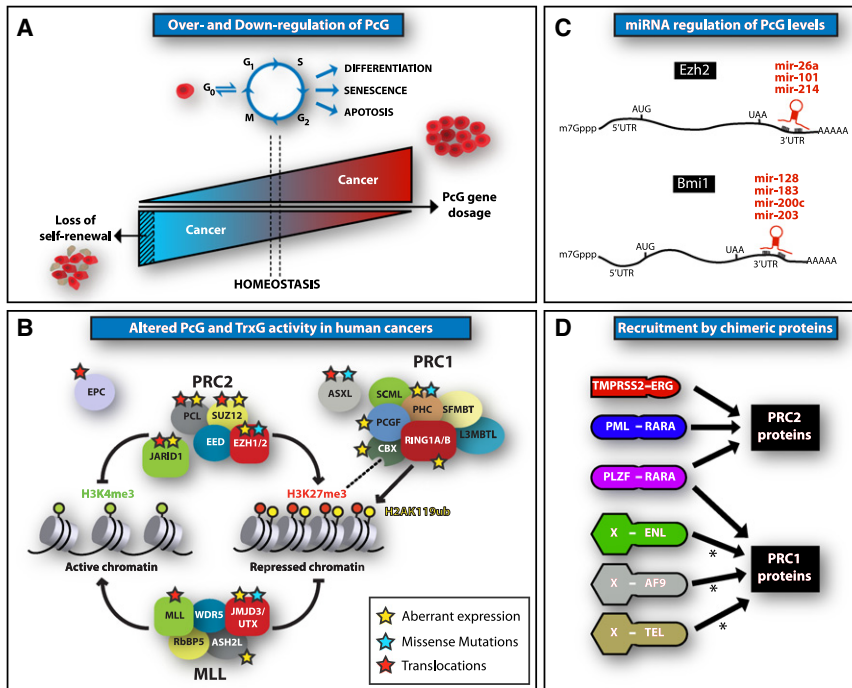 A
Over- and Down-regulation of PcG
G1
S
G0
M
G2
DIFFERENTIATION
SENESCENCE
APOTOSIS
Cancer
PcG gene
dosage
Loss of
self-renewal
Cancer
HOMEOSTASIS
B
Altered PcG and TrxG activity in human cancers
EPC
PRC2
PCL
SUZ12
EED
EZH1/2
JARID1
PRC1
ASXL
SCML
PHC
SFMBT
PCGF
RING1A/B
L3MBTL
CBX
H3K4me3
H3K27me3
H2AK119ub
Active chromatin
Repressed chromatin
MLL
WDR5
JMJD3/
UTX
RbBP5
ASH2L
MLL
Aberrant expression
Missense Mutations
Translocations
C
miRNA regulation of PcG levels
Ezh2
mir-26a
mir-101
mir-214
m7Gppp
5'UTR
AUG
UAA
3'UTR
AAAAA
Bmi1
mir-128
mir-183
mir-200c
mir-203
m7Gppp
5'UTR
AUG
UAA
3'UTR
AAAAA
D
Recruitment by chimeric proteins
TMPRSS2-ERG
PML - RARA
PLZF - RARA
X - ENL
X - AF9
X - TEL
*
*
*
PRC2
proteins
PRC1
proteins